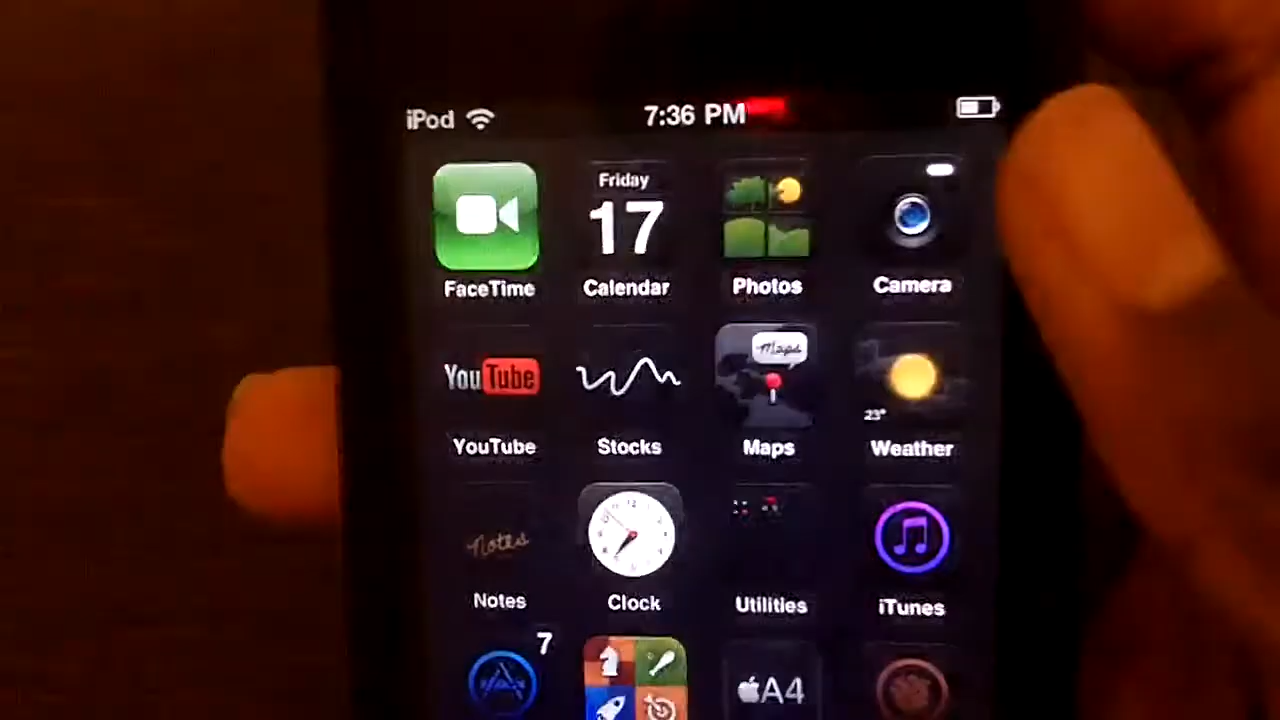 iPod 7:36 PM
Friday
17
FaceTime Calendar Photos Camera
Maps
YouTube
23°
YouTube Stocks Maps Weather
Notes
Notes Clock Utilities iTunes
7
A4